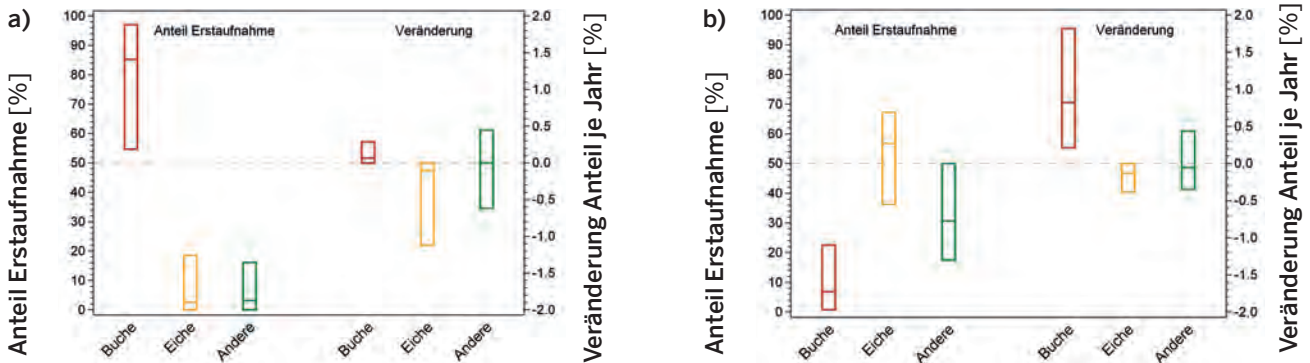 a)
Anteil Erstaufnahme [%]
100
90
80
70
60
50
40
30
20
10
0
Anteil Erstaufnahme
Veränderung
2.0
1.5
1.0
0.5
0.0
-0.5
-1.0
-1.5
-2.0
Veränderung Anteil je Jahr [%]
Buche
Eiche
Andere
Buche
Eiche
Andere
b)
Anteil Erstaufnahme [%]
100
90
80
70
60
50
40
30
20
10
0
Anteil Erstaufnahme
Veränderung
2.0
1.5
1.0
0.5
0.0
-0.5
-1.0
-1.5
-2.0
Veränderung Anteil je Jahr [%]
Buche
Eiche
Andere
Buche
Eiche
Andere